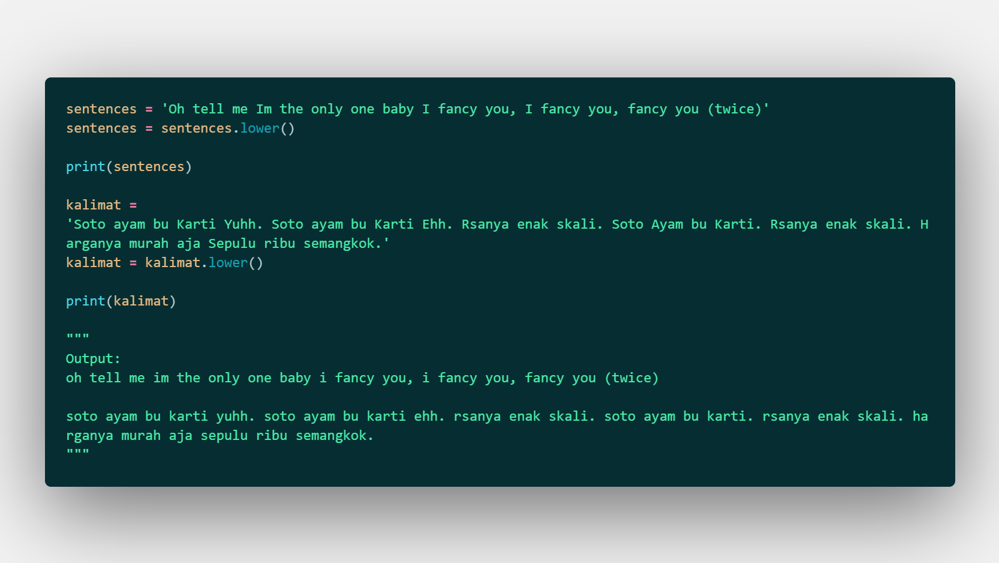 sentences = 'Oh tell me Im the only one baby I fancy you, I fancy you, fancy you (twice)'
sentences = sentences.lower()
print(sentences)
kalimat =
'Soto ayam bu Karti Yuhh. Soto ayam bu Karti Ehh. Rsanya enak skali. Soto Ayam bu Karti. Rsanya enak skali. H
arganya murah aja Sepulu ribu semangkok.'
kalimat = kalimat.lower()
print(kalimat)
"""
Output:
oh tell me im the only one baby i fancy you, i fancy you, fancy you (twice)
soto ayam bu karti yuhh. soto ayam bu karti ehh. rsanya enak skali. soto ayam bu karti. rsanya enak skali. ha
rganya murah aja sepulu ribu semangkok.
"""